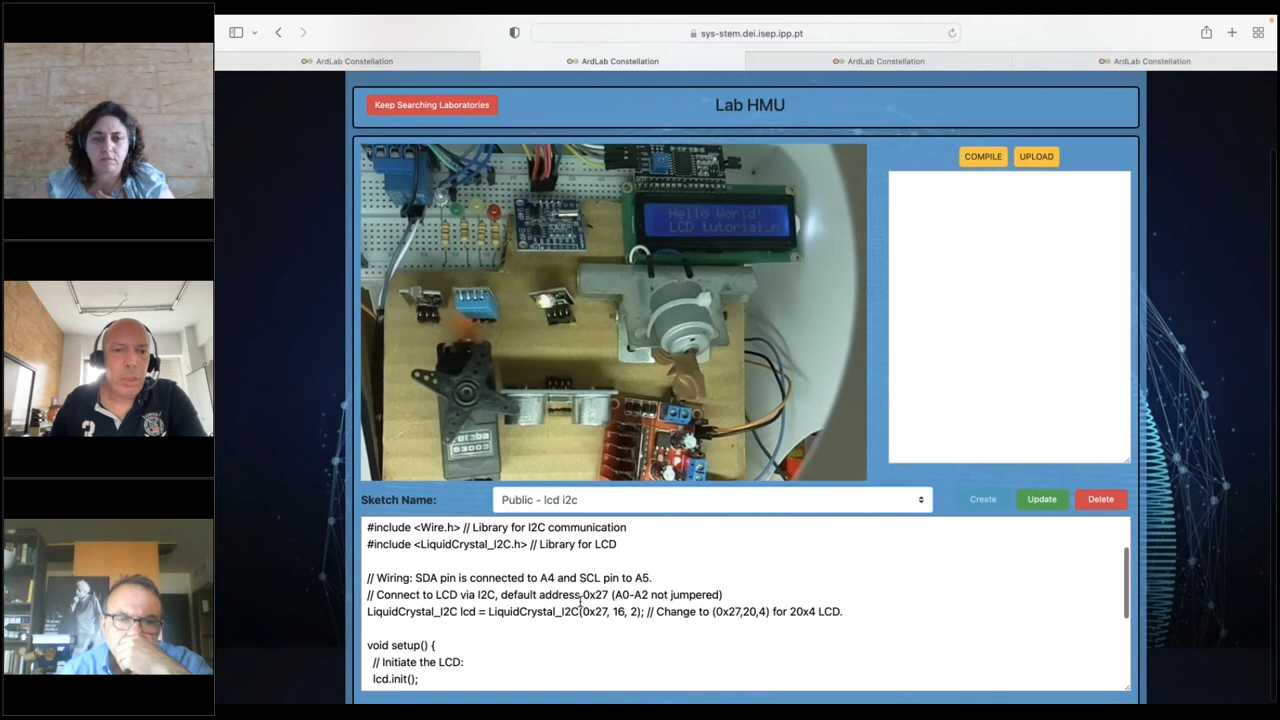 sys-stem.dei.isep.ipp.pt
ArdLab Constellation
ArdLab Constellation
ArdLab Constellation
ArdLab Constellation
Keep Searching Laboratories
Lab HMU
COMPILE
UPLOAD
Hello World!
LCD tutorial
Futaba
S3003
Sketch Name:
Public - lcd i2c
Create
Update
Delete
#include <Wire.h> // Library for I2C communication
#include <LiquidCrystal_I2C.h> // Library for LCD
// Wiring: SDA pin is connected to A4 and SCL pin to A5.
// Connect to LCD via I2C, default address 0x27 (A0-A2 not jumpered)
LiquidCrystal_I2C lcd = LiquidCrystal_I2C(0x27, 16, 2); // Change to (0x27,20,4) for 20x4 LCD.
void setup() {
// Initiate the LCD:
lcd.init();